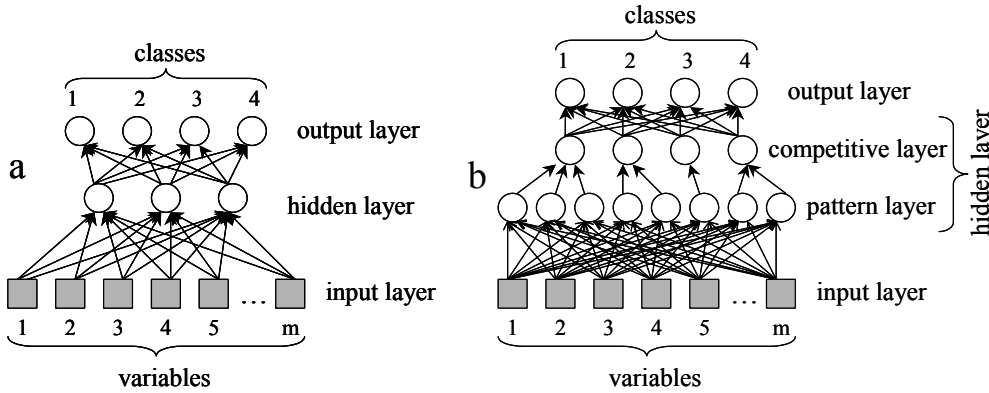 a
classes
1 2 3 4
output layer
hidden layer
input layer
...
1 2 3 4 5 m
variables
b
classes
1 2 3 4
output layer
competitive layer
pattern layer
hidden layer
input layer
...
1 2 3 4 5 m
variables